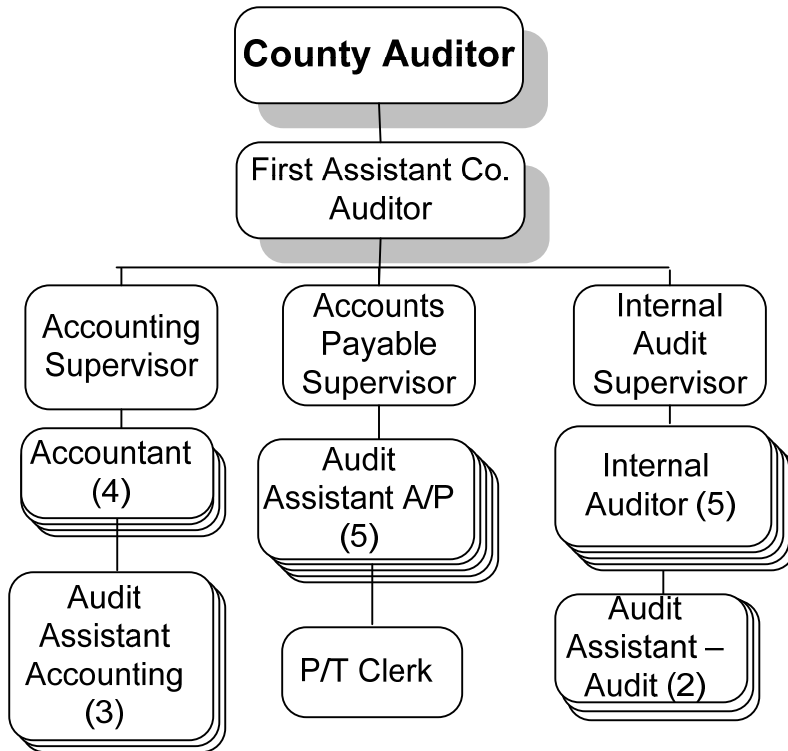 County Auditor
First Assistant Co.
Auditor
Accounting
Supervisor
Accounts
Payable
Supervisor
Internal
Audit
Supervisor
Accountant
(4)
Audit
Assistant A/P
(5)
Internal
Auditor (5)
Audit
Assistant
Accounting
(3)
P/T Clerk
Audit
Assistant –
Audit (2)